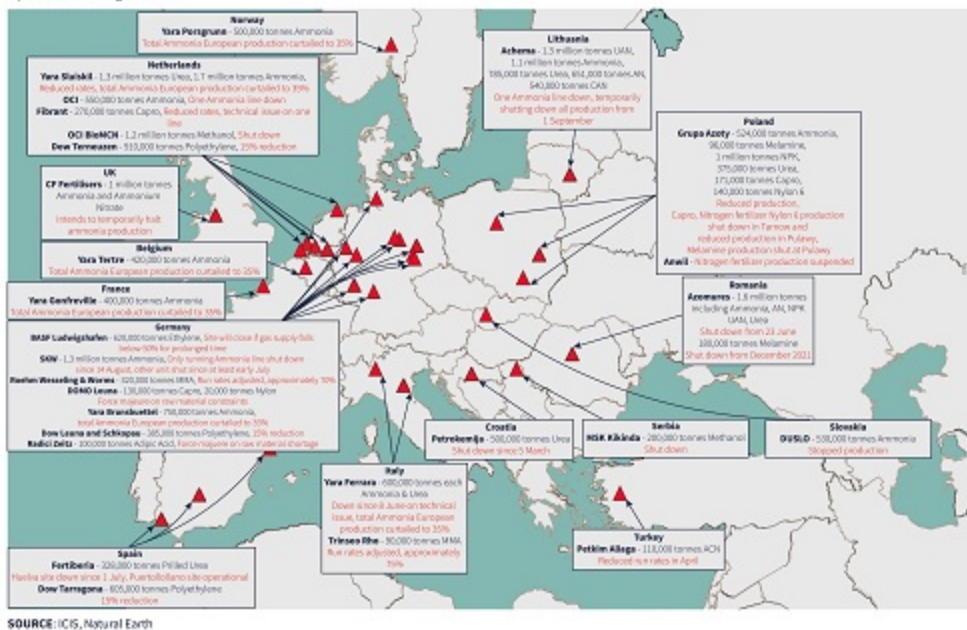 Norway
Yara Porsgrunn - 500,000 tonnes Ammonia
Total Ammonia European production curtailed to 35%
Netherlands
Yara Sluiskil - 1.3 million tonnes Urea, 1.7 million tonnes Ammonia,
Reduced rates, total Ammonia European production curtailed to 35%
OCI - 550,000 tonnes Ammonia, One Ammonia line down
Fibrant - 270,000 tonnes Capro, Reduced rates, technical issue on one
line
OCI BioMCN - 1.2 million tonnes Methanol, Shut down
Dow Terneuzen - 910,000 tonnes Polyethylene, 15% reduction
UK
CF Fertilisers - 1 million tonnes
Ammonia and Ammonium
Nitrate
Intends to temporarily halt
ammonia production
Belgium
Yara Tertre - 420,000 tonnes Ammonia
Total Ammonia European production curtailed to 35%
France
Yara Gonfreville - 400,000 tonnes Ammonia
Total Ammonia European production curtailed to 35%
Germany
BASF Ludwigshafen - 620,000 tonnes Ethylene, Site will close if gas supply falls
below 50% for prolonged time
SKW - 1.3 million tonnes Ammonia, Only running Ammonia line shut down
since 14 August, other unit shut since at least early July
Roehm Wesseling & Worms - 320,000 tonnes MMA, Run rates adjusted, approximately 70%
DOMO Leuna - 130,000 tonnes Capro, 20,000 tonnes Nylon
Force majeure on raw material constraints
Yara Brunsbuettel - 750,000 tonnes Ammonia,
total Ammonia European production curtailed to 35%
Dow Leuna and Schkopau - 385,000 tonnes Polyethylene, 15% reduction
Radici Zeitz - 100,000 tonnes Adipic Acid, Force majeure on raw material shortage
Lithuania
Achema - 1.3 million tonnes UAN,
1.1 million tonnes Ammonia,
785,000 tonnes Urea, 651,000 tonnes AN,
540,000 tonnes CAN
One Ammonia line down, temporarily
shutting down all production from
1 September
Poland
Grupa Azoty - 524,000 tonnes Ammonia,
96,000 tonnes Melamine,
1 million tonnes NPK,
375,000 tonnes Urea,
171,000 tonnes Capro,
140,000 tonnes Nylon 6
Reduced production,
Capro, Nitrogen fertilizer Nylon 6 production
shut down in Tarnow and
reduced production in Pulawy,
Melamine production shut at Pulawy
Anwil - Nitrogen fertilizer production suspended
Romania
Azomures - 1.6 million tonnes
including Ammonia, AN, NPK
UAN, Urea
Shut down from 23 June
180,000 tonnes Melamine
Shut down from December 2021
Croatia
Petrokemija - 500,000 tonnes Urea
Shut down since 5 March
Serbia
MSK Kikinda - 200,000 tonnes Methanol
Shut down
Slovakia
DUSLO - 530,000 tonnes Ammonia
Stopped production
Italy
Yara Ferrara - 600,000 tonnes each
Ammonia & Urea
Down since 8 June on technical
issue, total Ammonia European
production curtailed to 35%
Trinseo Rho - 90,000 tonnes MMA
Run rates adjusted, approximately
75%
Turkey
Petkim Aliaga - 110,000 tonnes ACN
Reduced run rates in April
Spain
Fertiberia - 328,000 tonnes Prilled Urea
Huelva site down since 1 July, Puertollano site operational
Dow Tarragona - 605,000 tonnes Polyethylene
15% reduction
SOURCE: ICIS, Natural Earth